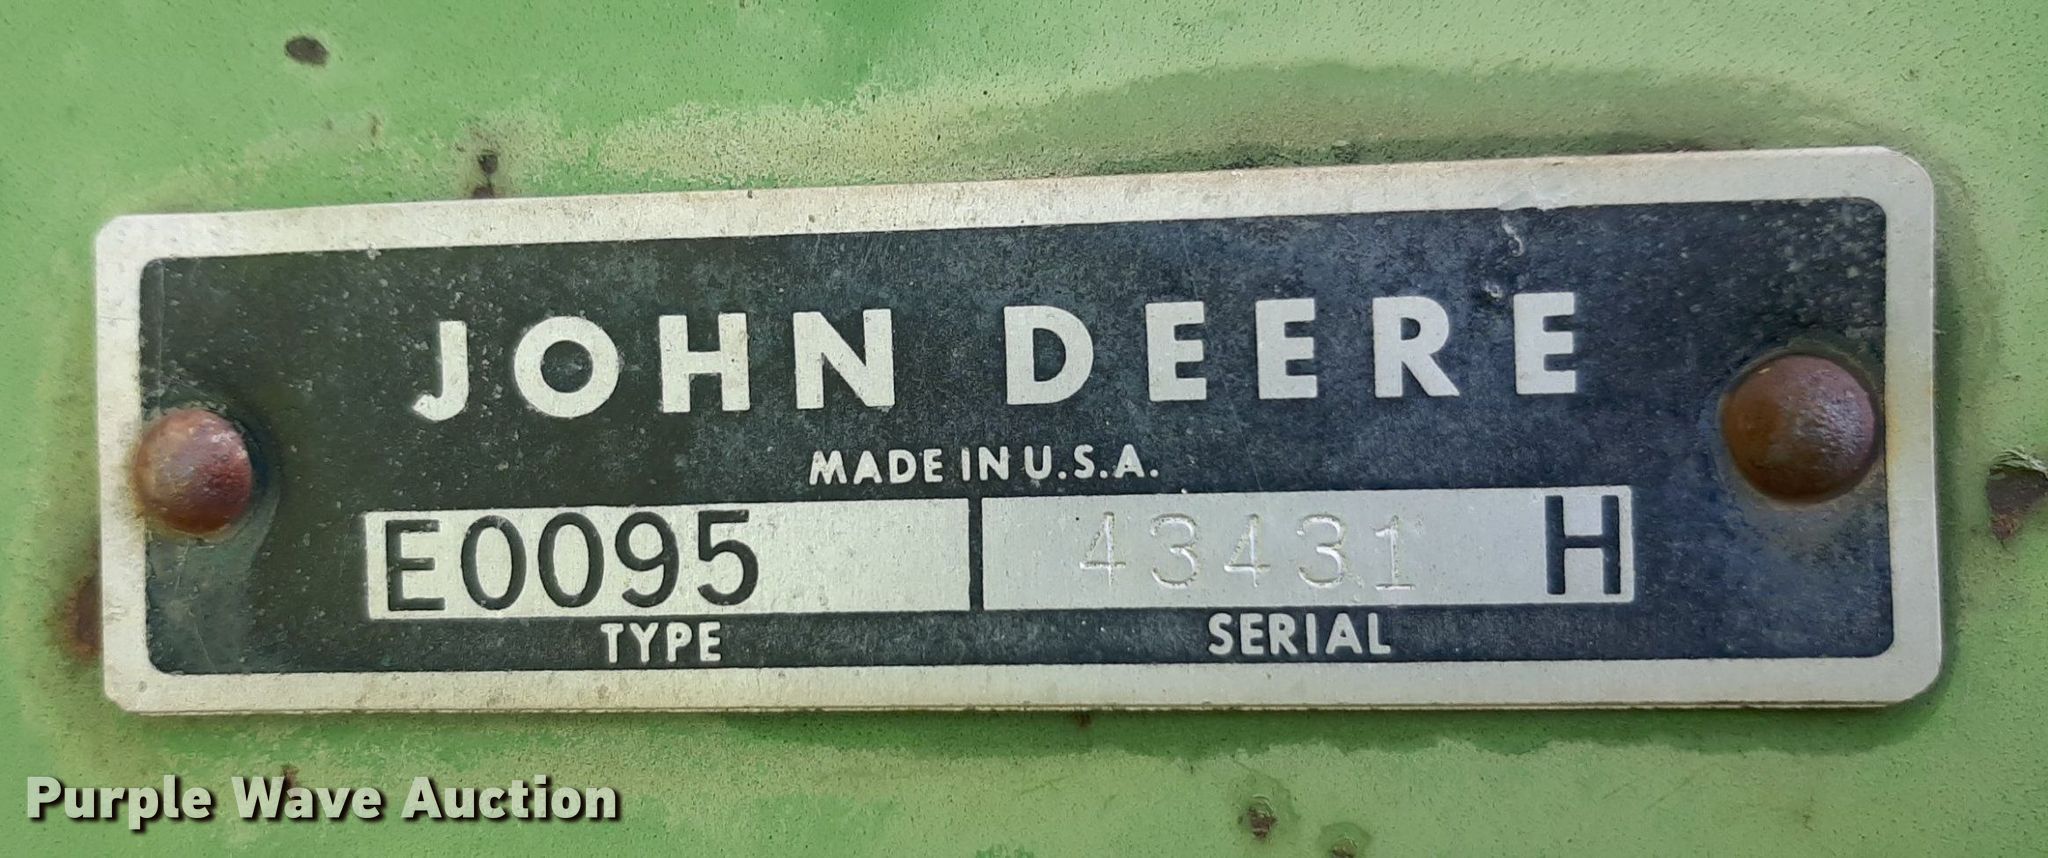 JOHN DEERE
MADE IN U.S.A.
E0095 43431 H
TYPE SERIAL
Purple Wave Auction